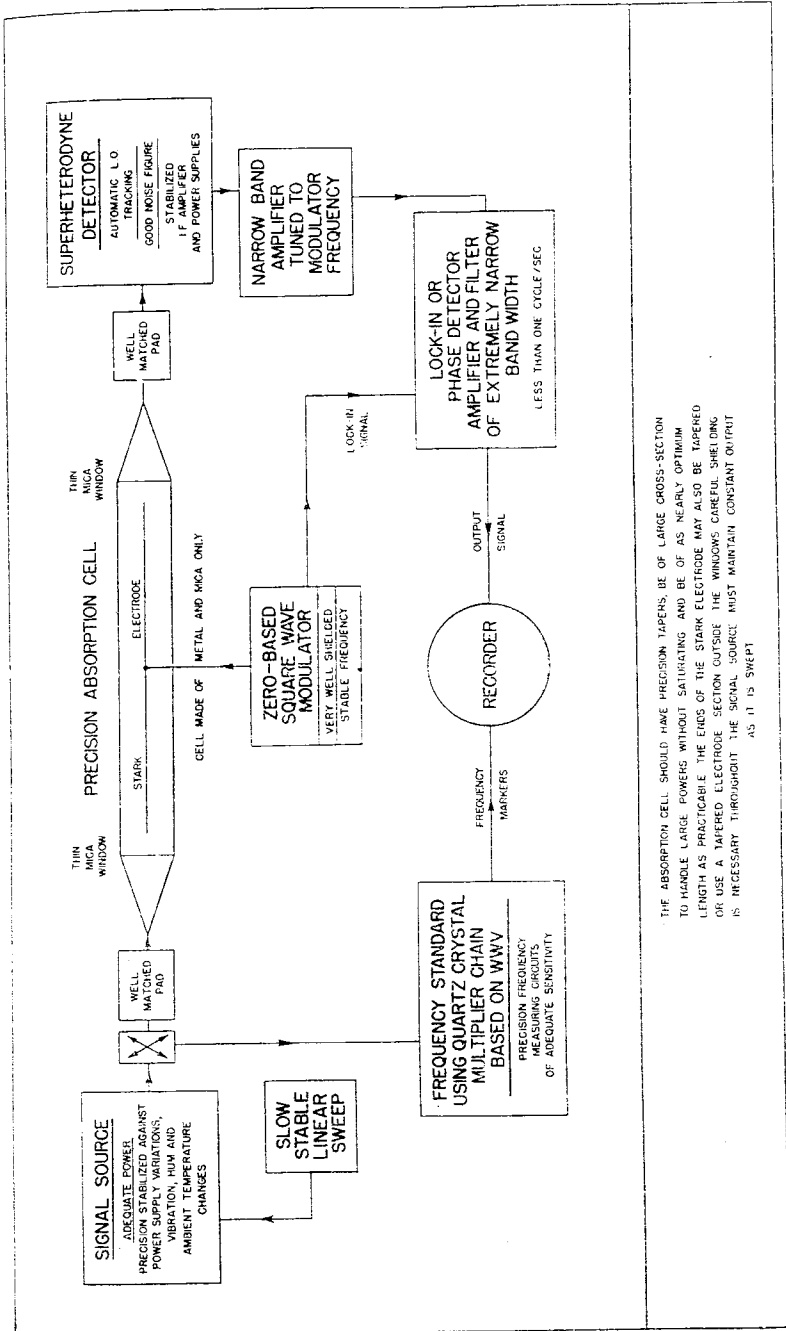 SIGNAL SOURCE
ADEQUATE POWER
PRECISION STABILIZED AGAINST
POWER SUPPLY VARIATIONS,
VIBRATION, HUM AND
AMBIENT TEMPERATURE
CHANGES
SLOW
STABLE
LINEAR
SWEEP
WELL
MATCHED
PAD
THIN
MICA
WINDOW
PRECISION ABSORPTION CELL
THIN
MICA
WINDOW
STARK
ELECTRODE
CELL MADE OF METAL AND MICA ONLY
WELL
MATCHED
PAD
SUPERHETERODYNE
DETECTOR
AUTOMATIC L.O.
TRACKING
GOOD NOISE FIGURE
STABILIZED
I F AMPLIFIER
AND POWER SUPPLIES
ZERO-BASED
SQUARE WAVE
MODULATOR
VERY WELL SHIELDED
STABLE FREQUENCY
NARROW BAND
AMPLIFIER
TUNED TO
MODULATOR
FREQUENCY
LOCK-IN
SIGNAL
FREQUENCY STANDARD
USING QUARTZ CRYSTAL
MULTIPLIER CHAIN
BASED ON WWV
PRECISION FREQUENCY
MEASURING CIRCUITS
OF ADEQUATE SENSITIVITY
FREQUENCY
MARKERS
RECORDER
OUTPUT
SIGNAL
LOCK-IN OR
PHASE DETECTOR
AMPLIFIER AND FILTER
OF EXTREMELY NARROW
BAND WIDTH
LESS THAN ONE CYCLE/SEC
THE ABSORPTION CELL SHOULD HAVE PRECISION TAPERS, BE OF LARGE CROSS-SECTION
TO HANDLE LARGE POWERS WITHOUT SATURATING AND BE OF AS NEARLY OPTIMUM
LENGTH AS PRACTICABLE THE ENDS OF THE STARK ELECTRODE MAY ALSO BE TAPERED
OR USE A TAPERED ELECTRODE SECTION OUTSIDE THE WINDOWS CAREFUL SHIELDING
IS NECESSARY THROUGHOUT THE SIGNAL SOURCE MUST MAINTAIN CONSTANT OUTPUT
AS IT IS SWEPT